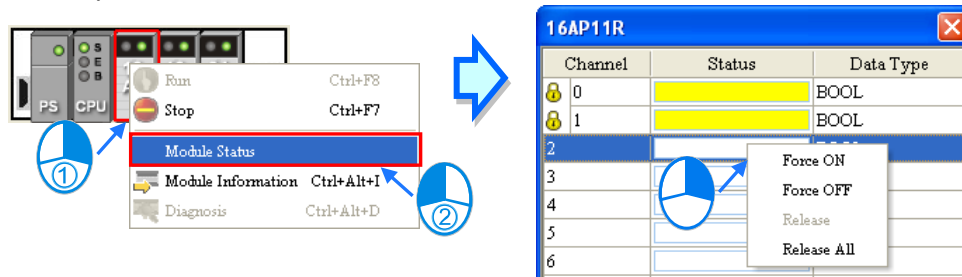 S
E
O
B
PS
CPU
Run Ctrl+F8
Stop Ctrl+F7
Module Status
Module Information Ctrl+Alt+I
Diagnosis Ctrl+Alt+D
①
②
16AP11R
Channel Status Data Type
0 BOOL
1 BOOL
2
3
4
5
6
Force ON
Force OFF
Release
Release All